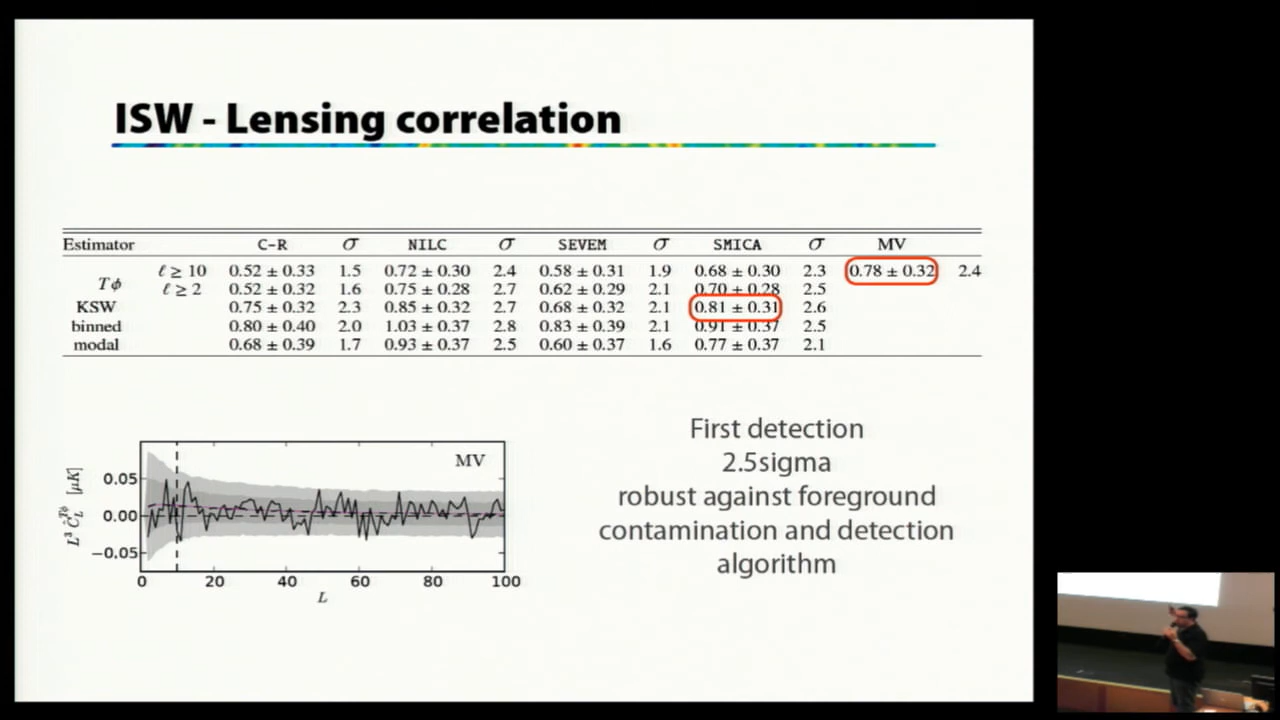 ISW - Lensing correlation
Estimator C-R σ NILC σ SEVEM σ SMICA σ MV
Tϕ ℓ ≥ 10 0.52 ± 0.33 1.5 0.72 ± 0.30 2.4 0.58 ± 0.31 1.9 0.68 ± 0.30 2.3 0.78 ± 0.32 2.4
ℓ ≥ 2 0.52 ± 0.32 1.6 0.75 ± 0.28 2.7 0.62 ± 0.29 2.1 0.70 ± 0.28 2.5
KSW 0.75 ± 0.32 2.3 0.85 ± 0.32 2.7 0.68 ± 0.32 2.1 0.81 ± 0.31 2.6
binned 0.80 ± 0.40 2.0 1.03 ± 0.37 2.8 0.83 ± 0.39 2.1 0.91 ± 0.37 2.5
modal 0.68 ± 0.39 1.7 0.93 ± 0.37 2.5 0.60 ± 0.37 1.6 0.77 ± 0.37 2.1
MV
0.05
0.00
−0.05
L³ Ĉ_L^{Tϕ} [μK]
0 20 40 60 80 100
L
First detection
2.5sigma
robust against foreground
contamination and detection
algorithm